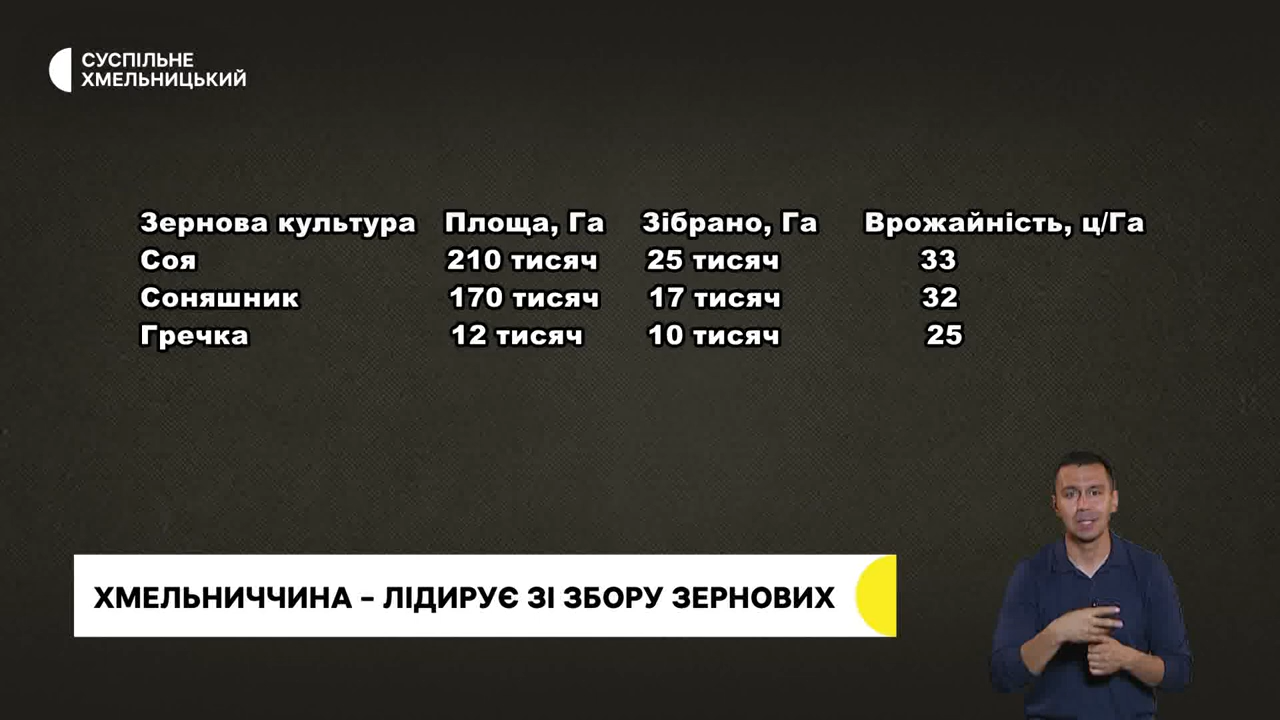 СУСПІЛЬНЕ
ХМЕЛЬНИЦЬКИЙ
Зернова культура Площа, Га Зібрано, Га Врожайність, ц/Га
Соя 210 тисяч 25 тисяч 33
Соняшник 170 тисяч 17 тисяч 32
Гречка 12 тисяч 10 тисяч 25
ХМЕЛЬНИЧЧИНА – ЛІДИРУЄ ЗІ ЗБОРУ ЗЕРНОВИХ